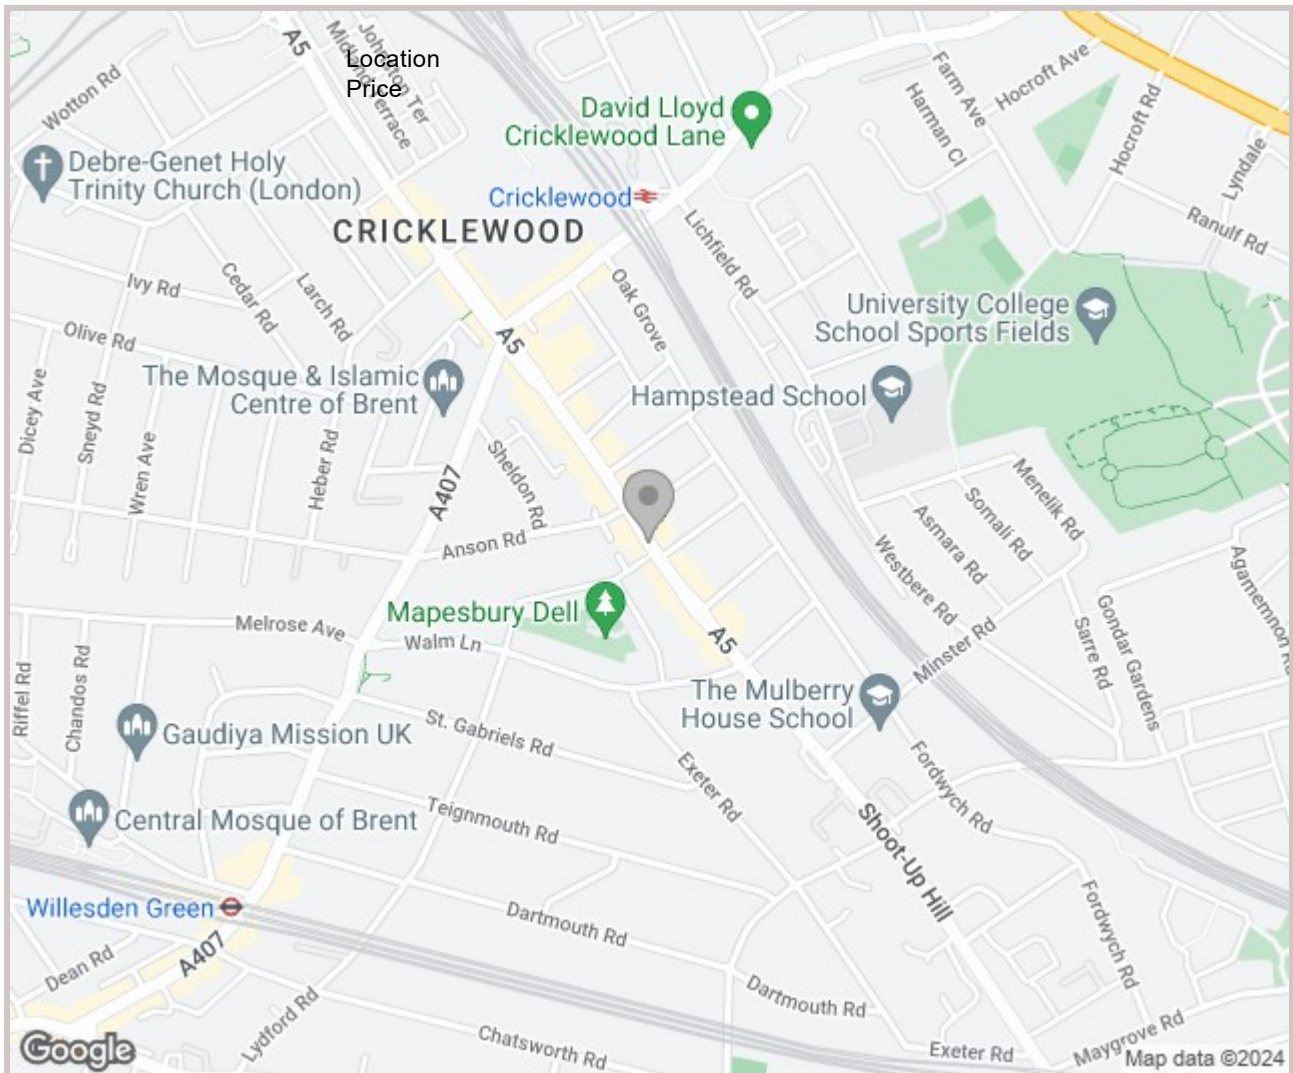 A5
Johnston Ter
Midland Terrace
Location
Price
Wotton Rd
David Lloyd
Cricklewood Lane
Farm Ave
Hocroft Ave
Harman Cl
Hocroft Rd
Lyndale
Debre-Genet Holy
Trinity Church (London)
Cricklewood
CRICKLEWOOD
Lichfield Rd
Ranulf Rd
Ivy Rd
Cedar Rd
Larch Rd
Oak Grove
University College
School Sports Fields
Olive Rd
A5
The Mosque & Islamic
Centre of Brent
Hampstead School
Dicey Ave
Sneyd Rd
Wren Ave
Heber Rd
A407
Sheldon Rd
Menelik Rd
Somali Rd
Asmara Rd
Anson Rd
Westbere Rd
Agamemnon R
Mapesbury Dell
Melrose Ave
Walm Ln
A5
Minster Rd
Sarre Rd
Gondar Gardens
Riffel Rd
Chandos Rd
The Mulberry
House School
Gaudiya Mission UK
St. Gabriels Rd
Exeter Rd
Fordwych Rd
Central Mosque of Brent
Teignmouth Rd
Shoot-Up Hill
Willesden Green
Dartmouth Rd
Fordwych Rd
A407
Dean Rd
Dartmouth Rd
Lydford Rd
Chatsworth Rd
Exeter Rd
Maygrove Rd
Google
Map data ©2024